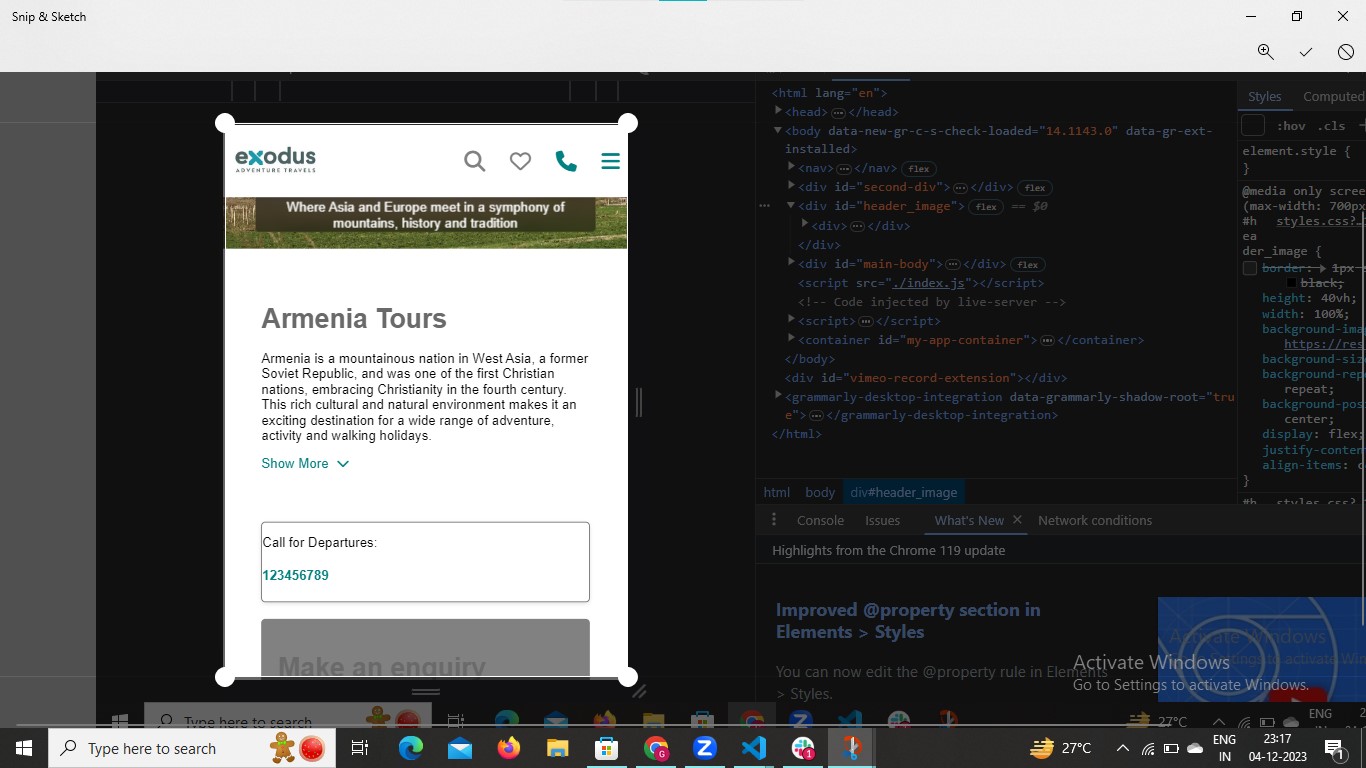 Snip & Sketch
exodus
ADVENTURE TRAVELS
Where Asia and Europe meet in a symphony of
mountains, history and tradition
Armenia Tours
Armenia is a mountainous nation in West Asia, a former
Soviet Republic, and was one of the first Christian
nations, embracing Christianity in the fourth century.
This rich cultural and natural environment makes it an
exciting destination for a wide range of adventure,
activity and walking holidays.
Show More
Call for Departures:
123456789
Make an enquiry
<html lang="en">
<head> ••• </head>
<body data-new-gr-c-s-check-loaded="14.1143.0" data-gr-ext-
installed>
<nav> ••• </nav> flex
<div id="second-div"> ••• </div> flex
••• <div id="header_image"> flex == $0
<div> ••• </div>
</div>
<div id="main-body"> ••• </div> flex
<script src="./index.js"></script>
<!-- Code injected by live-server -->
<script> ••• </script>
<container id="my-app-container"> ••• </container>
</body>
<div id="vimeo-record-extension"></div>
<grammarly-desktop-integration data-grammarly-shadow-root="tru
e"> ••• </grammarly-desktop-integration>
</html>
html body div#header_image
Styles Computed
:hov .cls
element.style {
}
@media only scree
(max-width: 700px
#h styles.css?…
ea
der_image {
border: 1px
black;
height: 40vh;
width: 100%;
background-ima
https://res
background-siz
background-rep
repeat;
background-pos
center;
display: flex;
justify-conten
align-items: c
}
#h styles.css?
Console Issues What's New Network conditions
Highlights from the Chrome 119 update
Improved @property section in
Elements > Styles
You can now edit the @property rule in Elements
> Styles.
Activate Windows
Activate Windows
Go to Settings to activate Windows.
Type here to search
27°C
ENG
Type here to search
27°C
ENG
IN
23:17
04-12-2023
1